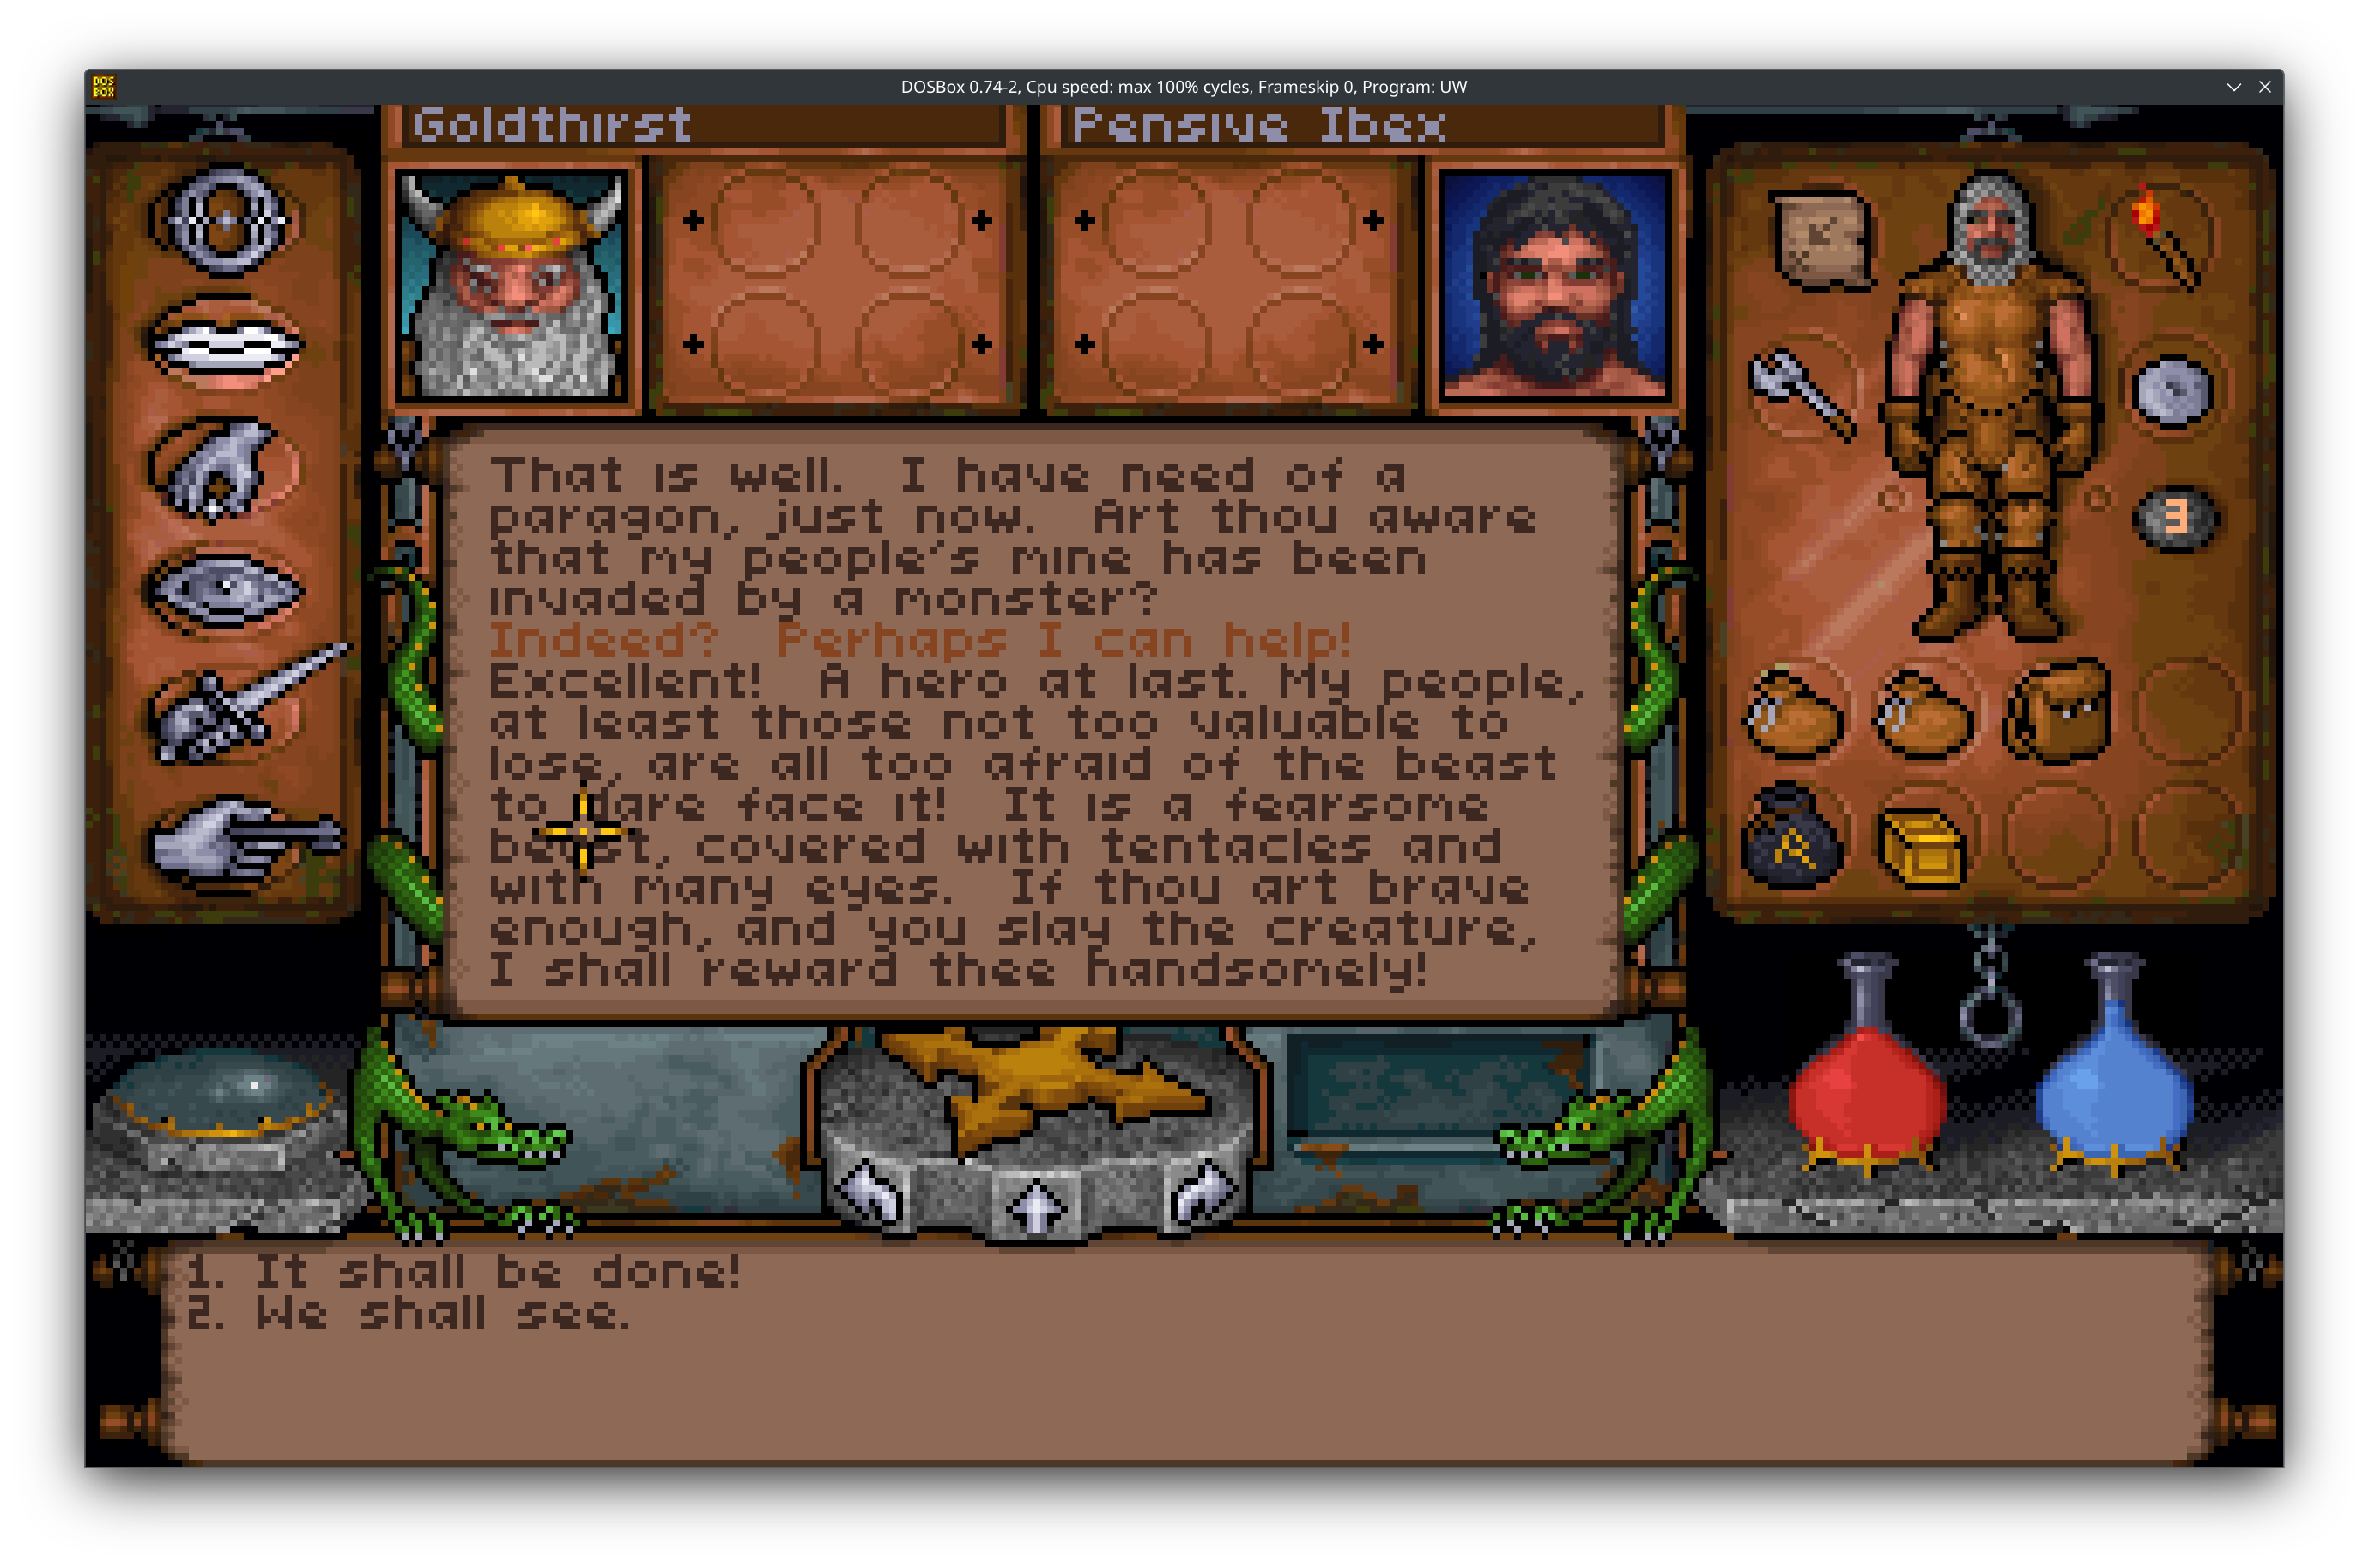 DOS BOX
DOSBox 0.74-2, Cpu speed: max 100% cycles, Frameskip 0, Program: UW
Goldthirst
Pensive Ibex
That is well. I have need of a
paragon, just now. Art thou aware
that my people's mine has been
invaded by a monster?
Indeed? Perhaps I can help!
Excellent! A hero at last. My people,
at least those not too valuable to
lose, are all too afraid of the beast
to dare face it! It is a fearsome
beast, covered with tentacles and
with many eyes. If thou art brave
enough, and you slay the creature,
I shall reward thee handsomely!
3
1. It shall be done!
2. We shall see.